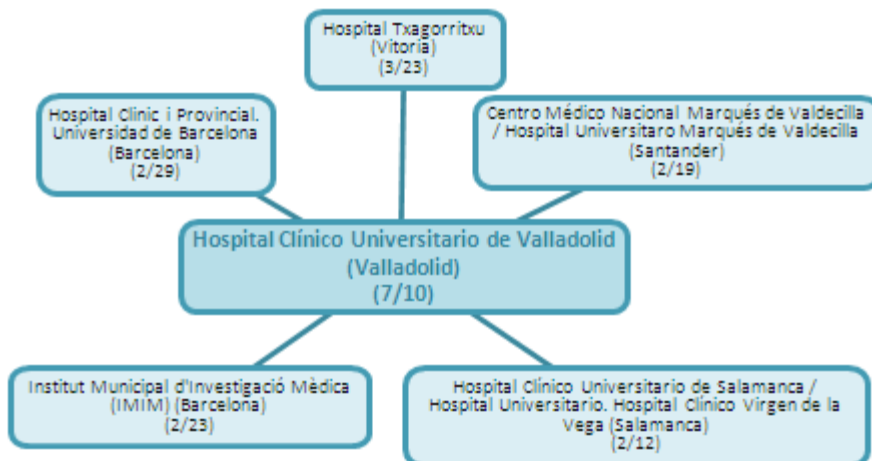 Hospital Txagorritxu
(Vitoria)
(3/23)
Hospital Clinic i Provincial.
Universidad de Barcelona
(Barcelona)
(2/29)
Centro Médico Nacional Marqués de Valdecilla
/ Hospital Universitaro Marqués de Valdecilla
(Santander)
(2/19)
Hospital Clínico Universitario de Valladolid
(Valladolid)
(7/10)
Institut Municipal d'Investigació Mèdica
(IMIM) (Barcelona)
(2/23)
Hospital Clínico Universitario de Salamanca /
Hospital Universitario. Hospital Clínico Virgen de la
Vega (Salamanca)
(2/12)